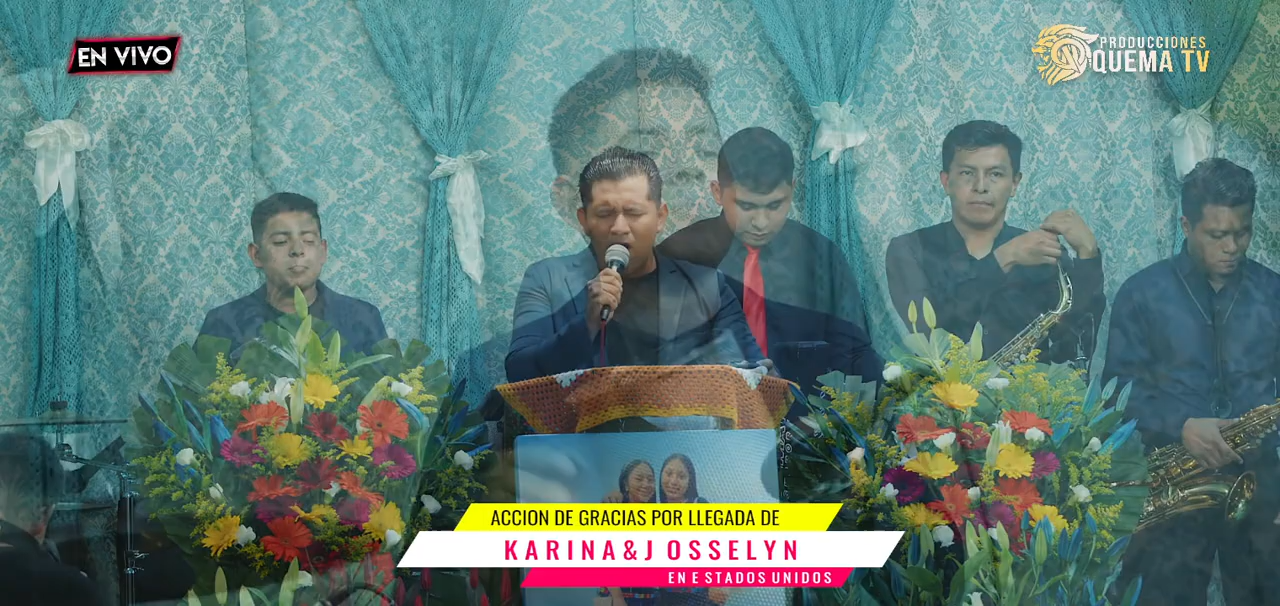 EN VIVO
PRODUCCIONES
QUEMA TV
ACCION DE GRACIAS POR LLEGADA DE
KARINA&J OSSELYN
EN E STADOS UNIDOS